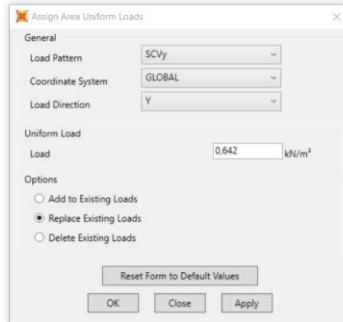 Assign Area Uniform Loads
General
Load Pattern SCVy
Coordinate System GLOBAL
Load Direction Y
Uniform Load
Load 0,642 kN/m²
Options
Add to Existing Loads
Replace Existing Loads
Delete Existing Loads
Reset Form to Default Values
OK Close Apply